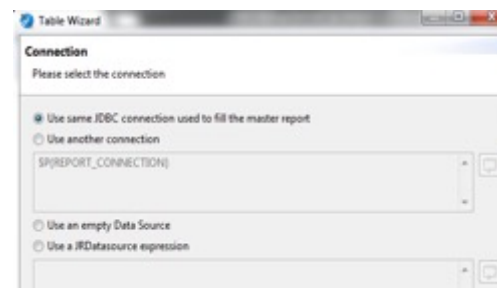 Table Wizard
Connection
Please select the connection
Use same JDBC connection used to fill the master report
Use another connection
$P{REPORT_CONNECTION}
Use an empty Data Source
Use a JRDatasource expression